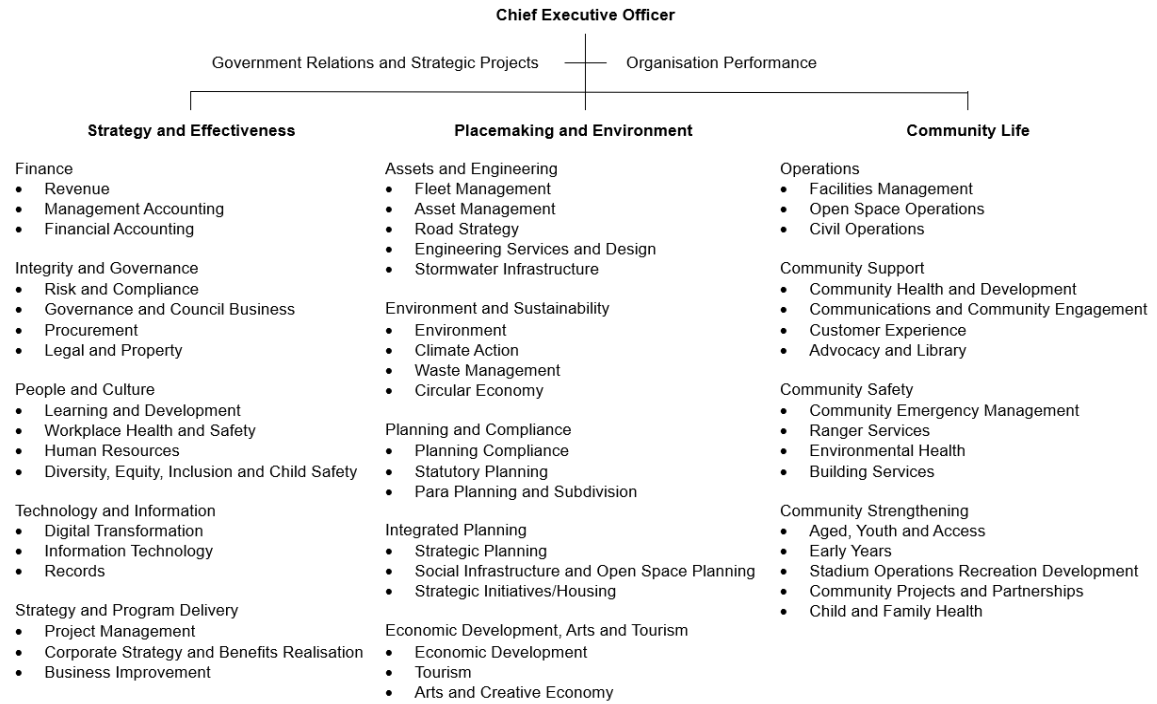 Chief Executive Officer
Government Relations and Strategic Projects
Organisation Performance
Strategy and Effectiveness
Finance
• Revenue
• Management Accounting
• Financial Accounting
Integrity and Governance
• Risk and Compliance
• Governance and Council Business
• Procurement
• Legal and Property
People and Culture
• Learning and Development
• Workplace Health and Safety
• Human Resources
• Diversity, Equity, Inclusion and Child Safety
Technology and Information
• Digital Transformation
• Information Technology
• Records
Strategy and Program Delivery
• Project Management
• Corporate Strategy and Benefits Realisation
• Business Improvement
Placemaking and Environment
Assets and Engineering
• Fleet Management
• Asset Management
• Road Strategy
• Engineering Services and Design
• Stormwater Infrastructure
Environment and Sustainability
• Environment
• Climate Action
• Waste Management
• Circular Economy
Planning and Compliance
• Planning Compliance
• Statutory Planning
• Para Planning and Subdivision
Integrated Planning
• Strategic Planning
• Social Infrastructure and Open Space Planning
• Strategic Initiatives/Housing
Economic Development, Arts and Tourism
• Economic Development
• Tourism
• Arts and Creative Economy
Community Life
Operations
• Facilities Management
• Open Space Operations
• Civil Operations
Community Support
• Community Health and Development
• Communications and Community Engagement
• Customer Experience
• Advocacy and Library
Community Safety
• Community Emergency Management
• Ranger Services
• Environmental Health
• Building Services
Community Strengthening
• Aged, Youth and Access
• Early Years
• Stadium Operations Recreation Development
• Community Projects and Partnerships
• Child and Family Health